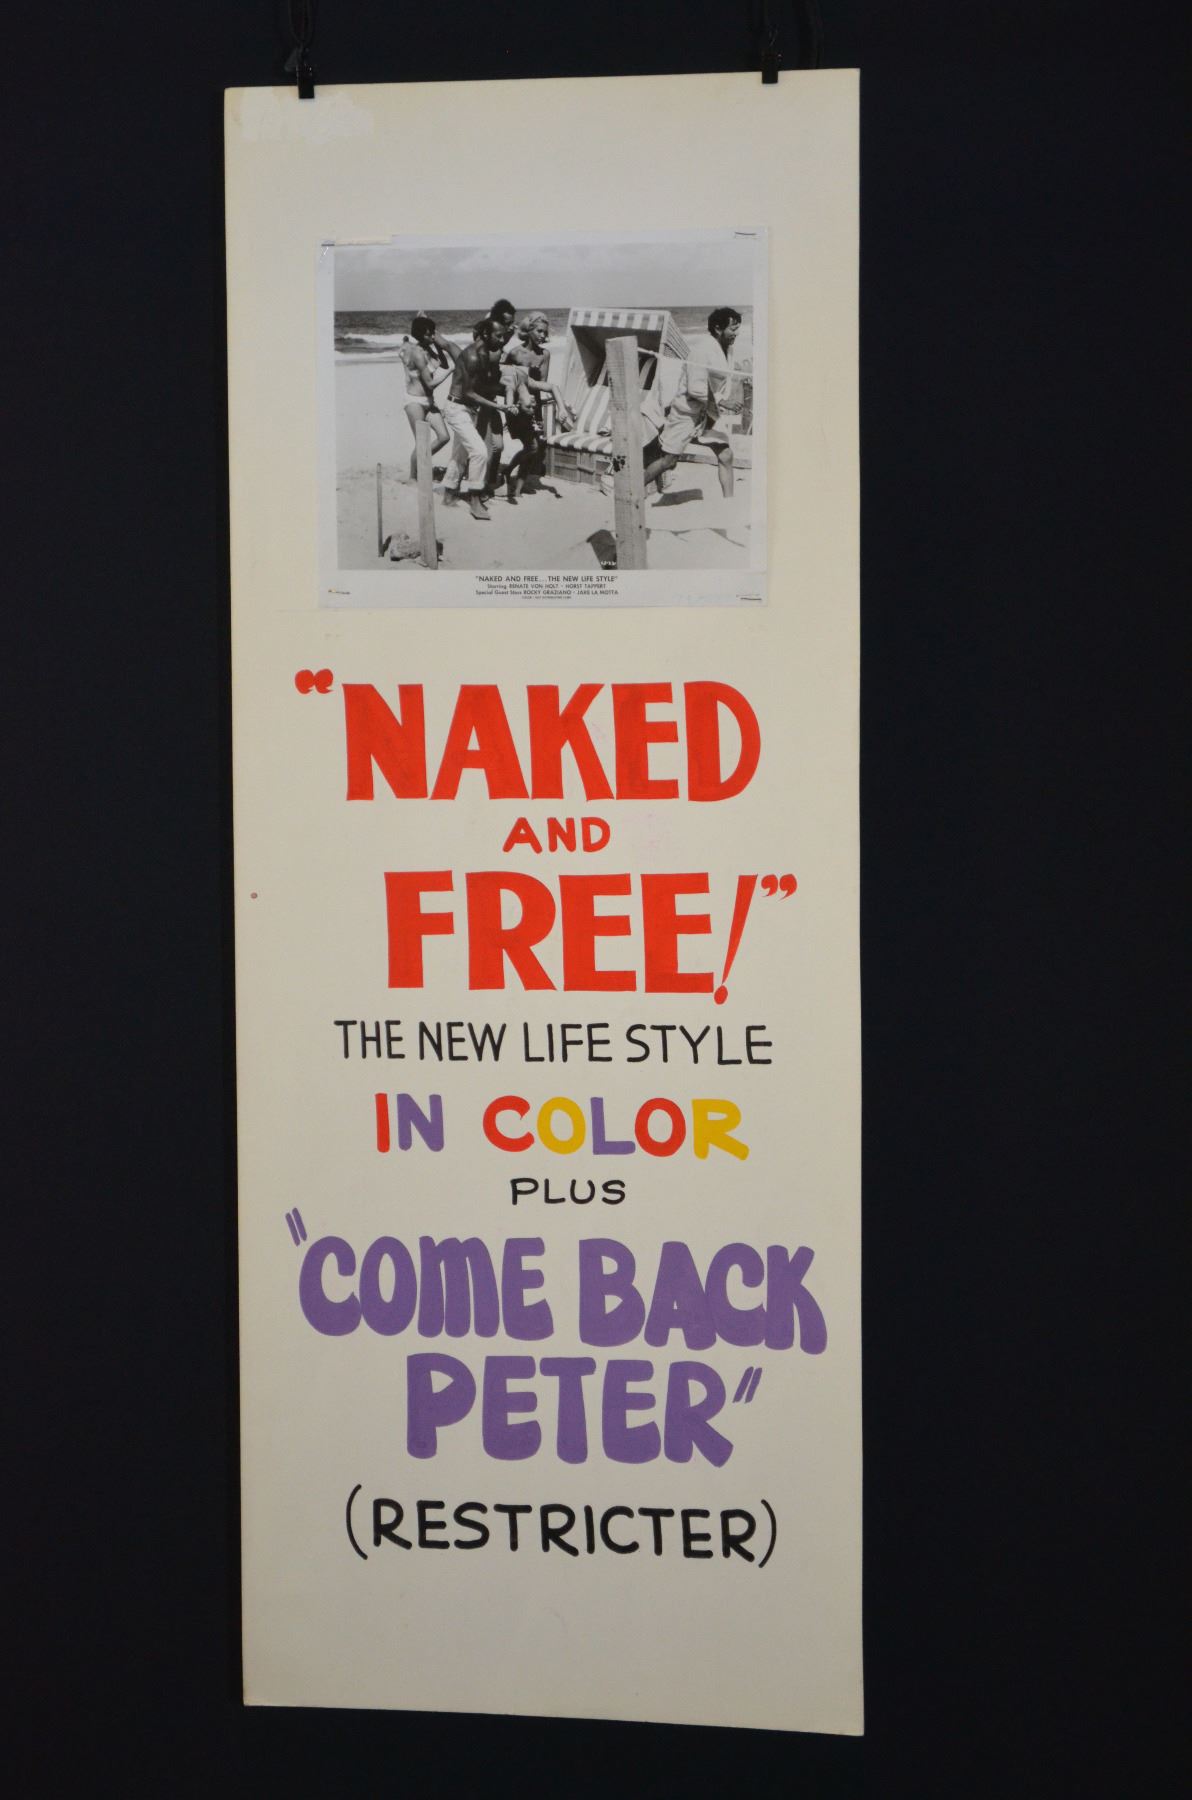 "NAKED AND FREE...THE NEW LIFE STYLE"
Starring RENATE VON HOLT - HORST TAPPERT
Special Guest Stars ROCKY GRAZIANO - JAKE LA MOTTA
"NAKED
AND
FREE!"
THE NEW LIFE STYLE
IN COLOR
PLUS
"COME BACK
PETER"
(RESTRICTER)